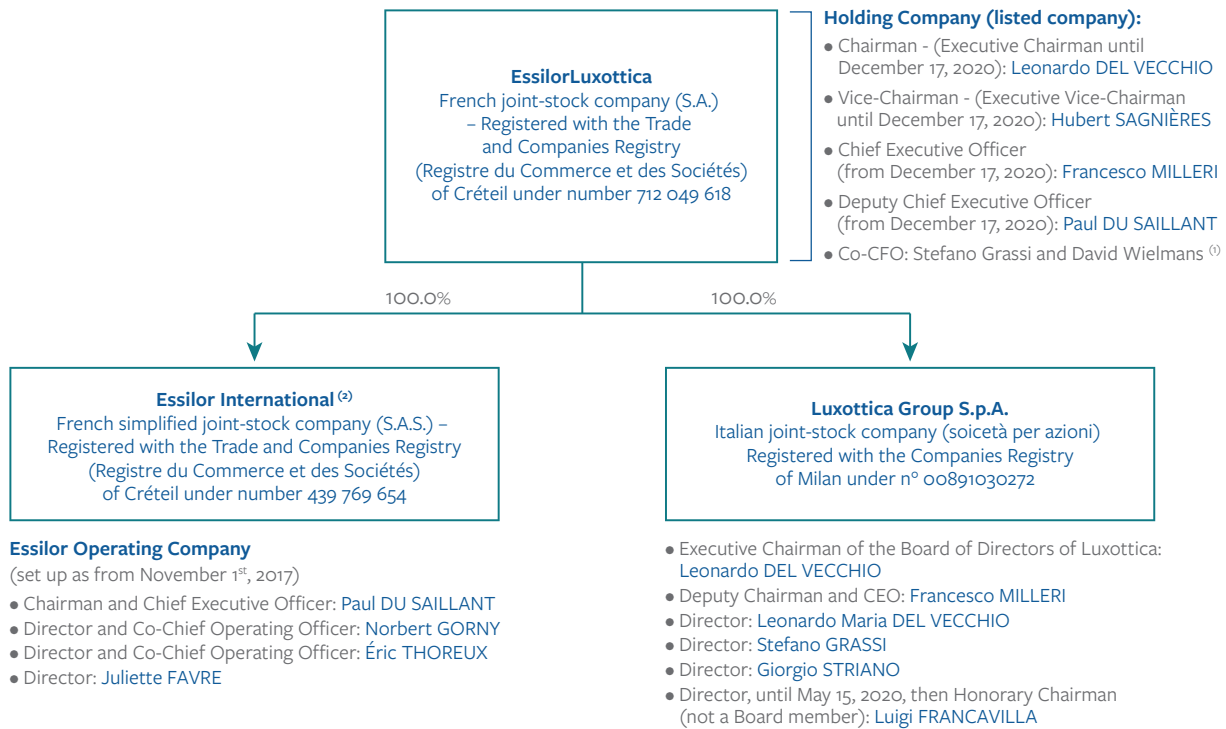 EssilorLuxottica
French joint-stock company (S.A.)
– Registered with the Trade
and Companies Registry
(Registre du Commerce et des Sociétés)
of Créteil under number 712 049 618
Holding Company (listed company):
• Chairman - (Executive Chairman until
December 17, 2020): Leonardo DEL VECCHIO
• Vice-Chairman - (Executive Vice-Chairman
until December 17, 2020): Hubert SAGNIÈRES
• Chief Executive Officer
(from December 17, 2020): Francesco MILLERI
• Deputy Chief Executive Officer
(from December 17, 2020): Paul DU SAILLANT
• Co-CFO: Stefano Grassi and David Wielmans (1)
100.0%
100.0%
Essilor International (2)
French simplified joint-stock company (S.A.S.) –
Registered with the Trade and Companies Registry
(Registre du Commerce et des Sociétés)
of Créteil under number 439 769 654
Essilor Operating Company
(set up as from November 1st, 2017)
• Chairman and Chief Executive Officer: Paul DU SAILLANT
• Director and Co-Chief Operating Officer: Norbert GORNY
• Director and Co-Chief Operating Officer: Éric THOREUX
• Director: Juliette FAVRE
Luxottica Group S.p.A.
Italian joint-stock company (soicetà per azioni)
Registered with the Companies Registry
of Milan under n° 00891030272
• Executive Chairman of the Board of Directors of Luxottica:
Leonardo DEL VECCHIO
• Deputy Chairman and CEO: Francesco MILLERI
• Director: Leonardo Maria DEL VECCHIO
• Director: Stefano GRASSI
• Director: Giorgio STRIANO
• Director, until May 15, 2020, then Honorary Chairman
(not a Board member): Luigi FRANCAVILLA